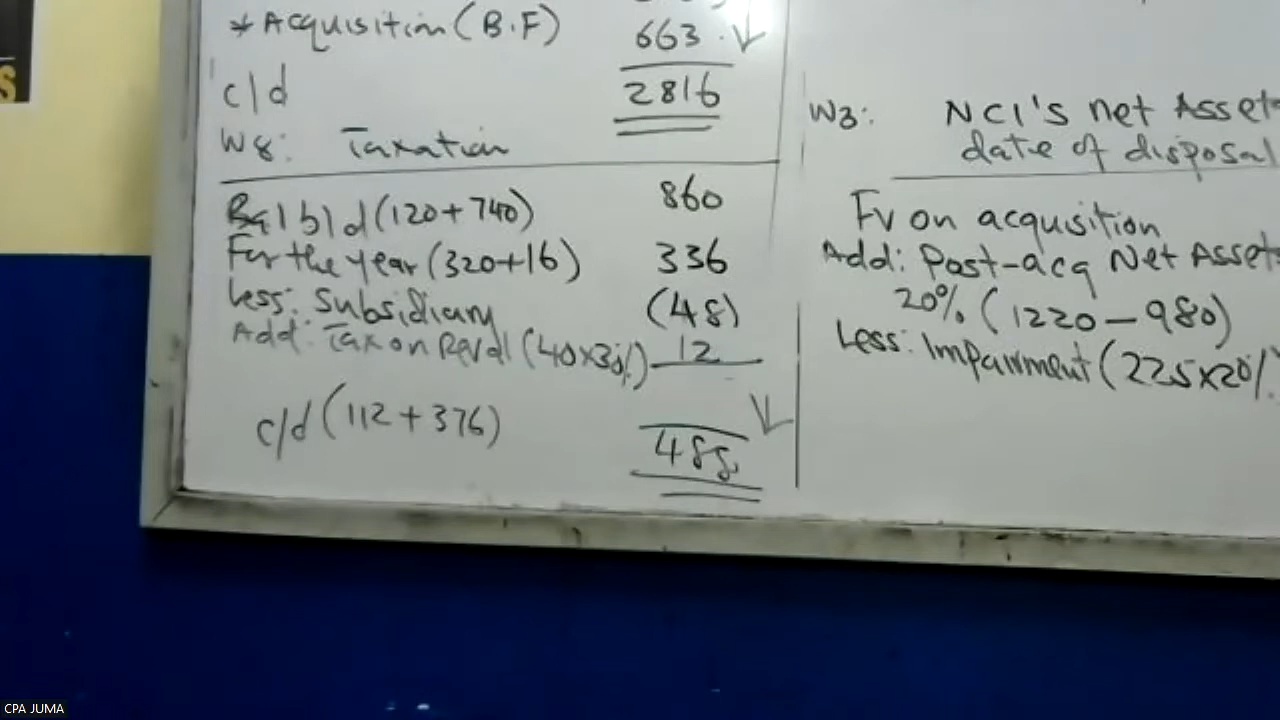 * Acquisition (B.F) 663
c/d 2816
W8: Taxation
Bal b/d (120+740) 860
For the year (320+16) 336
Less: Subsidiary (48)
Add: Tax on Reval (40x30%) 12
c/d (112+376) 488
W3: NCI's net Asset
date of disposal
Fv on acquisition
Add: Post-acq Net Asset
20% (1220-980)
Less: Impairment (225x20%
S
CPA JUMA